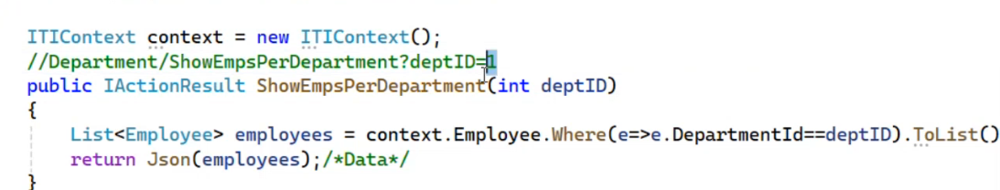 ITIContext context = new ITIContext();
//Department/ShowEmpsPerDepartment?deptID=1
public IActionResult ShowEmpsPerDepartment(int deptID)
{
List<Employee> employees = context.Employee.Where(e=>e.DepartmentId==deptID).ToList()
return Json(employees);/*Data*/
}